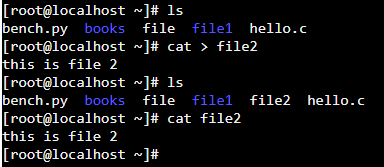 [root@localhost ~]# ls
bench.py  books  file  file1  hello.c
[root@localhost ~]# cat > file2
this is file 2
[root@localhost ~]# ls
bench.py  books  file  file1  file2  hello.c
[root@localhost ~]# cat file2
this is file 2
[root@localhost ~]#